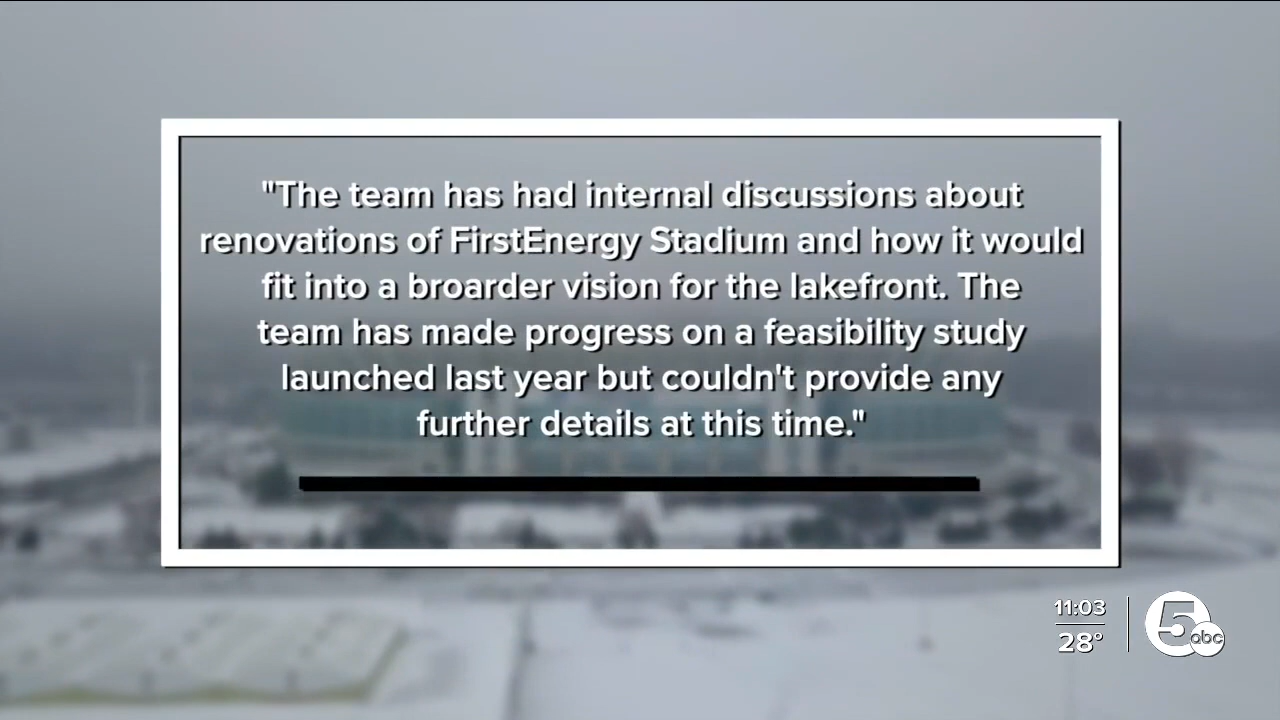 "The team has had internal discussions about
renovations of FirstEnergy Stadium and how it would
fit into a broarder vision for the lakefront. The
team has made progress on a feasibility study
launched last year but couldn't provide any
further details at this time."
11:03
28°
5
abc